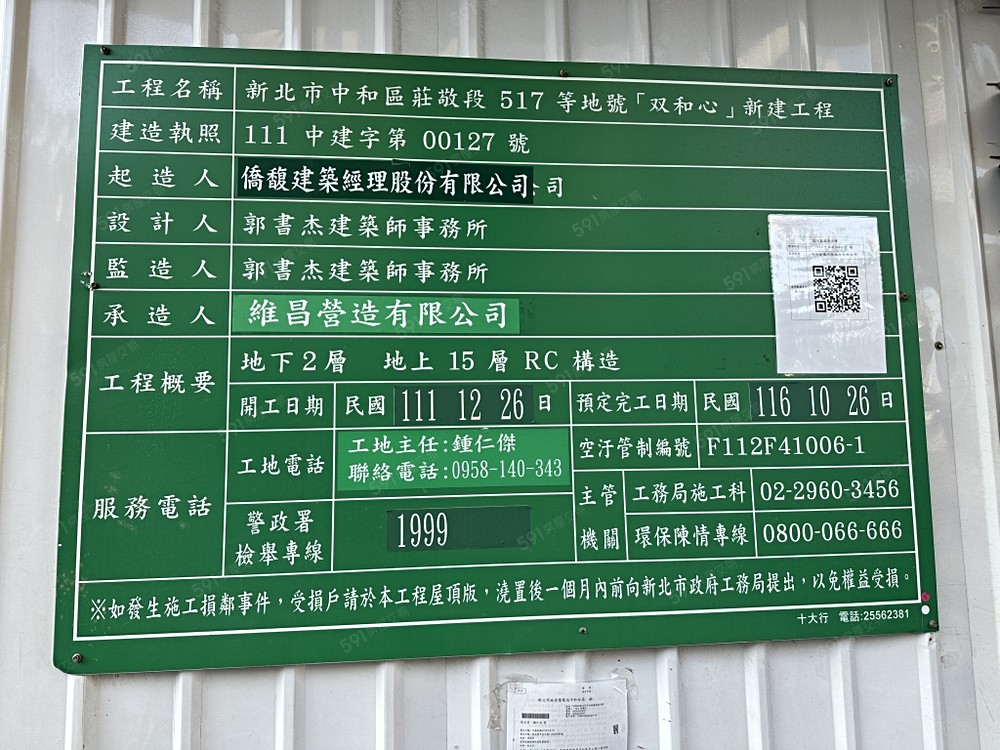 工程名稱 新北市中和區莊敬段 517 等地號「双和心」新建工程
建造執照 111 中建字第 00127 號
起造人 僑馥建築經理股份有限公司 司
設計人 郭書杰建築師事務所
監造人 郭書杰建築師事務所
承造人 維昌營造有限公司
工程概要 地下2層 地上 15 層 RC 構造
開工日期 民國 111 12 26 日 預定完工日期 民國 116 10 26 日
服務電話
工地電話 工地主任:鍾仁傑
聯絡電話:0958-140-343
空汙管制編號 F112F41006-1
主管機關 工務局施工科 02-2960-3456
環保陳情專線 0800-066-666
警政署
檢舉專線 1999
※如發生施工損鄰事件，受損戶請於本工程屋頂版，澆置後一個月內前向新北市政府工務局提出，以免權益受損。
十大行 電話:25562381